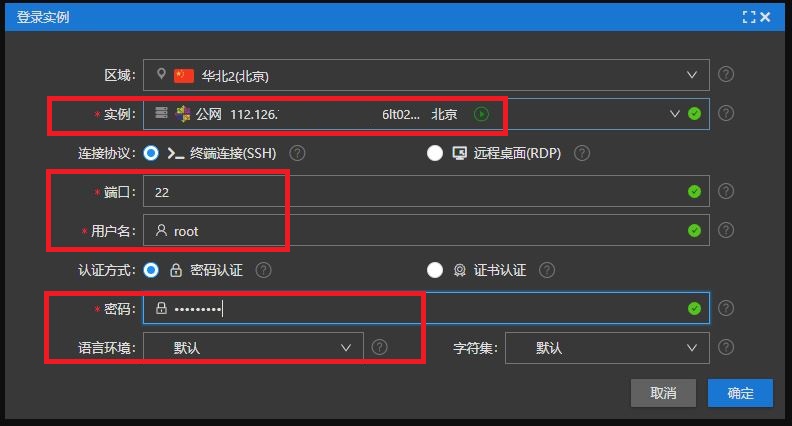 登录实例
区域： 华北2(北京)
* 实例： 公网 112.126. 6lt02... 北京
连接协议： 终端连接(SSH) 远程桌面(RDP)
* 端口： 22
* 用户名： root
认证方式： 密码认证 证书认证
* 密码： •••••••••
语言环境： 默认 字符集： 默认
取消 确定